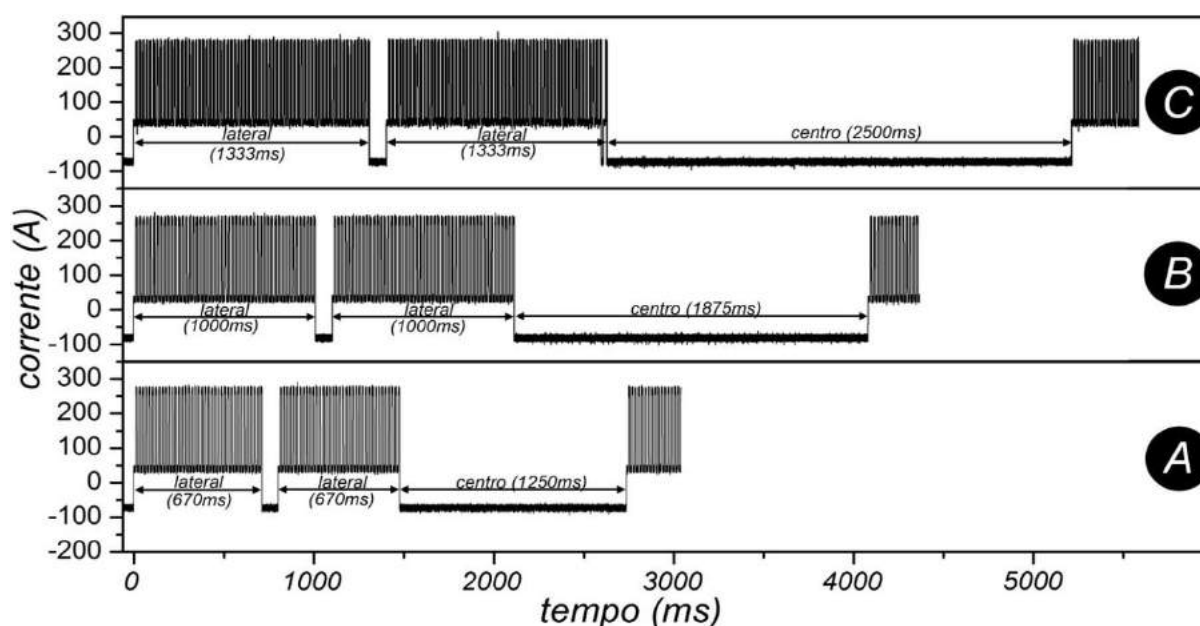 corrente (A)
300
200
100
0
-100
lateral
(1333ms)
lateral
(1333ms)
centro (2500ms)
C
300
200
100
0
-100
lateral
(1000ms)
lateral
(1000ms)
centro (1875ms)
B
300
200
100
0
-100
-200
lateral
(670ms)
lateral
(670ms)
centro (1250ms)
A
0 1000 2000 3000 4000 5000
tempo (ms)